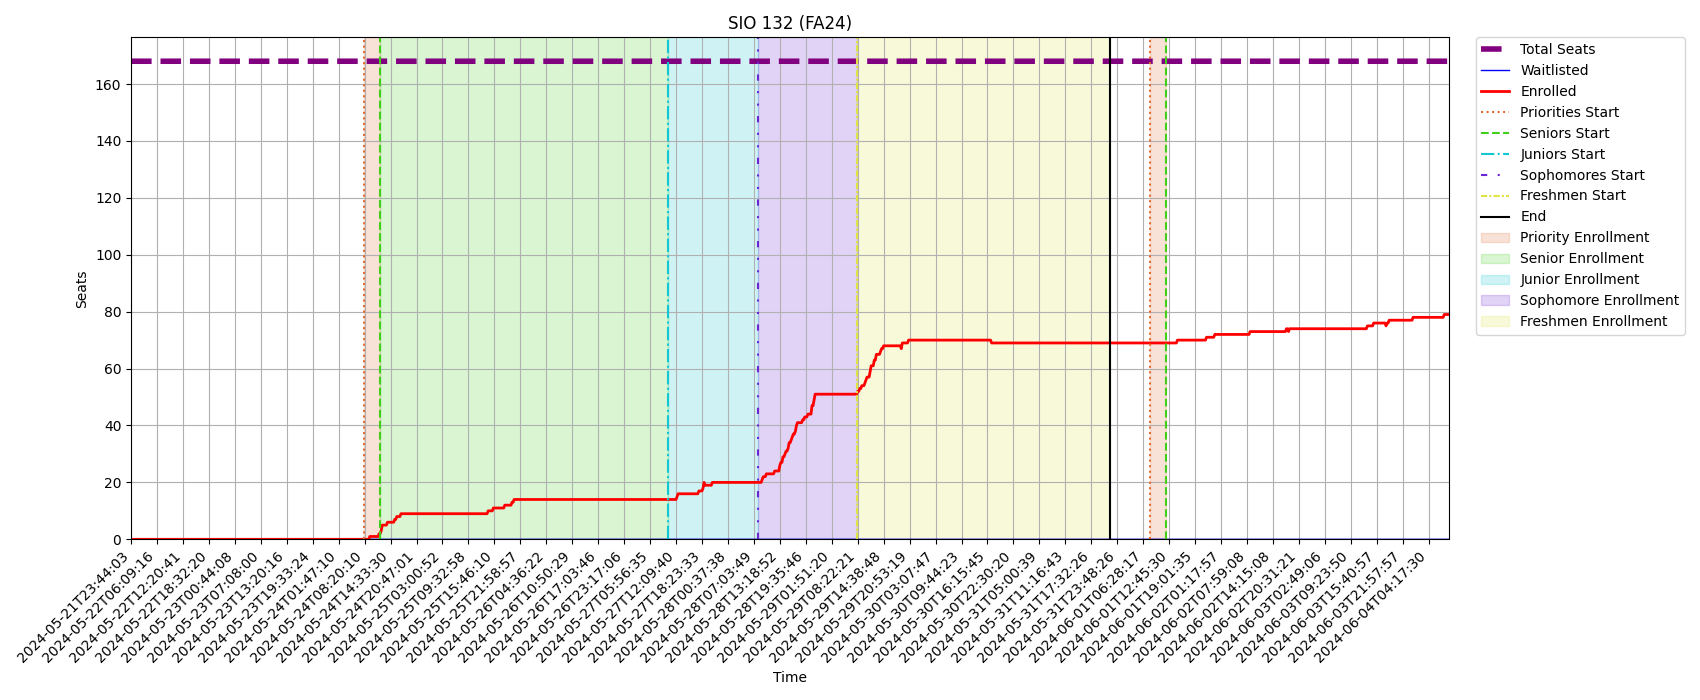 SIO 132 (FA24)
Seats
160
140
120
100
80
60
40
20
0
2024-05-21T23:44:03
2024-05-22T06:09:16
2024-05-22T12:20:41
2024-05-22T18:32:20
2024-05-23T00:44:08
2024-05-23T07:08:00
2024-05-23T13:20:16
2024-05-23T19:33:24
2024-05-24T01:47:10
2024-05-24T08:20:10
2024-05-24T14:33:30
2024-05-24T20:47:01
2024-05-25T03:00:52
2024-05-25T09:32:58
2024-05-25T15:46:10
2024-05-25T21:58:57
2024-05-26T04:36:22
2024-05-26T10:50:29
2024-05-26T17:03:46
2024-05-26T23:17:06
2024-05-27T05:56:35
2024-05-27T12:09:40
2024-05-27T18:23:33
2024-05-28T00:37:38
2024-05-28T07:03:49
2024-05-28T13:18:52
2024-05-28T19:35:46
2024-05-29T01:51:20
2024-05-29T08:22:21
2024-05-29T14:38:48
2024-05-29T20:53:19
2024-05-30T03:07:47
2024-05-30T09:44:23
2024-05-30T16:15:45
2024-05-30T22:30:20
2024-05-31T05:00:39
2024-05-31T11:16:43
2024-05-31T17:32:26
2024-05-31T23:48:26
2024-06-01T06:28:17
2024-06-01T12:45:30
2024-06-01T19:01:35
2024-06-02T01:17:57
2024-06-02T07:59:08
2024-06-02T14:15:08
2024-06-02T20:31:21
2024-06-03T02:49:06
2024-06-03T09:23:50
2024-06-03T15:40:57
2024-06-03T21:57:57
2024-06-04T04:17:30
Time
Total Seats
Waitlisted
Enrolled
Priorities Start
Seniors Start
Juniors Start
Sophomores Start
Freshmen Start
End
Priority Enrollment
Senior Enrollment
Junior Enrollment
Sophomore Enrollment
Freshmen Enrollment